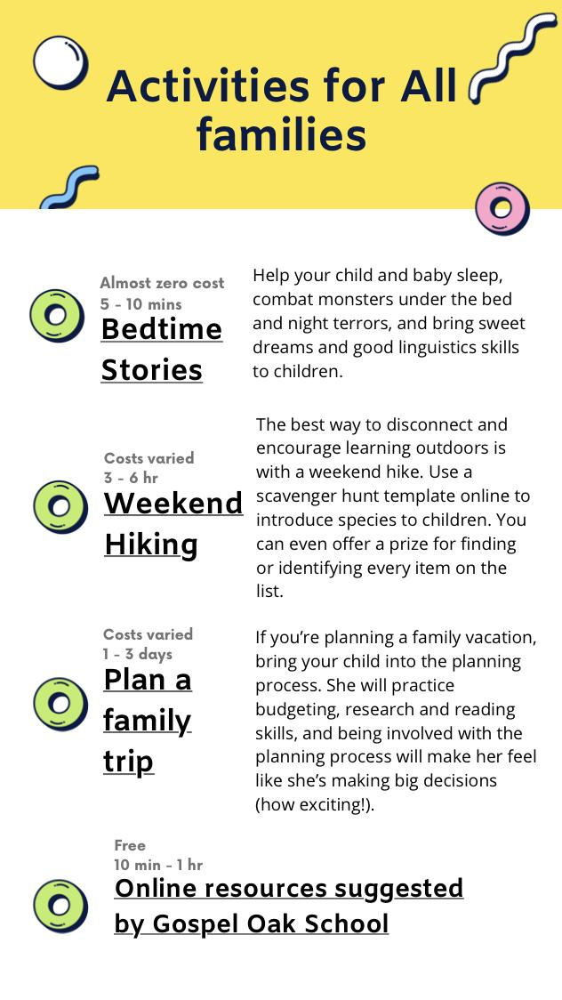 Activities for All
families
Almost zero cost
5 - 10 mins
Bedtime
Stories
Help your child and baby sleep,
combat monsters under the bed
and night terrors, and bring sweet
dreams and good linguistics skills
to children.
Costs varied
3 - 6 hr
Weekend
Hiking
The best way to disconnect and
encourage learning outdoors is
with a weekend hike. Use a
scavenger hunt template online to
introduce species to children. You
can even offer a prize for finding
or identifying every item on the
list.
Costs varied
1 - 3 days
Plan a
family
trip
If you’re planning a family vacation,
bring your child into the planning
process. She will practice
budgeting, research and reading
skills, and being involved with the
planning process will make her feel
like she’s making big decisions
(how exciting!).
Free
10 min - 1 hr
Online resources suggested
by Gospel Oak School